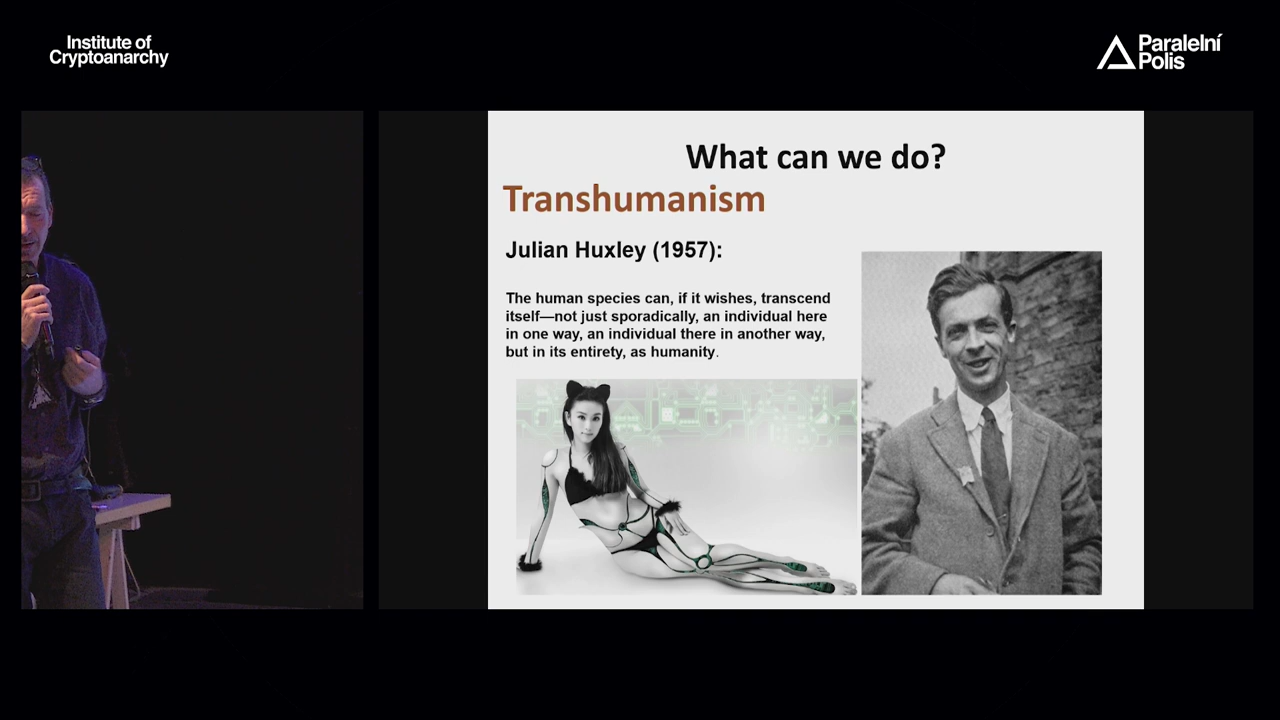 Institute of
Cryptoanarchy
Paralelní
Polis
What can we do?
Transhumanism
Julian Huxley (1957):
The human species can, if it wishes, transcend
itself—not just sporadically, an individual here
in one way, an individual there in another way,
but in its entirety, as humanity.